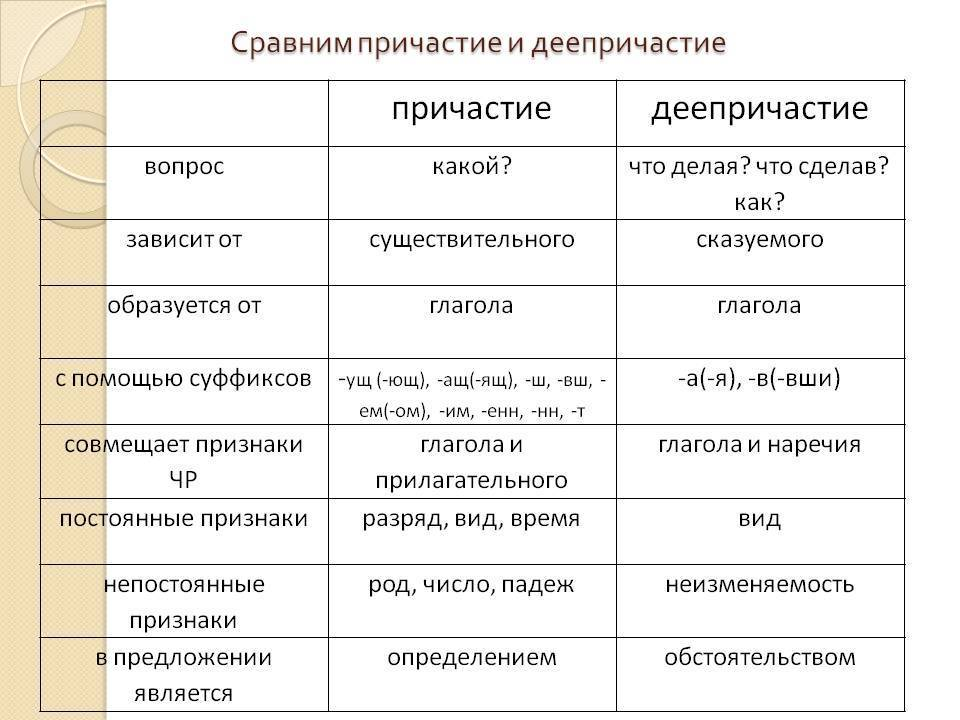 Сравним причастие и деепричастие
причастие
деепричастие
вопрос
какой?
что делая? что сделав?
как?
зависит от
существительного
сказуемого
образуется от
глагола
глагола
с помощью суффиксов
-ущ (-ющ), -ащ(-ящ), -ш, -вш, -
ем(-ом), -им, -енн, -нн, -т
-а(-я), -в(-вши)
совмещает признаки
ЧР
глагола и
прилагательного
глагола и наречия
постоянные признаки
разряд, вид, время
вид
непостоянные
признаки
род, число, падеж
неизменяемость
в предложении
является
определением
обстоятельством